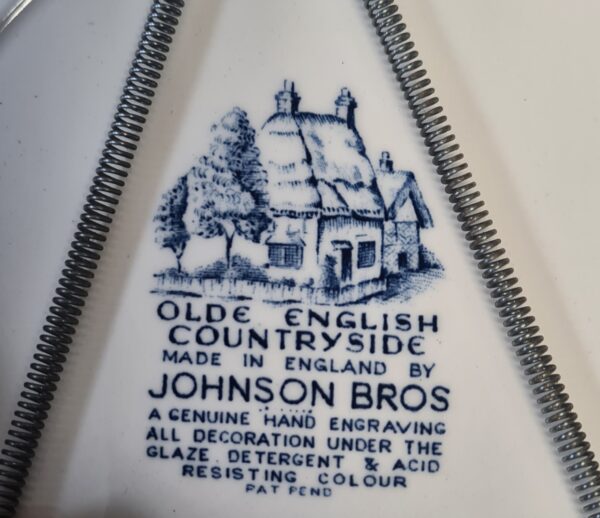 OLDE ENGLISH
COUNTRYSIDE
MADE IN ENGLAND BY
JOHNSON BROS
A GENUINE HAND ENGRAVING
ALL DECORATION UNDER THE
GLAZE. DETERGENT & ACID
RESISTING COLOUR
PAT PEND